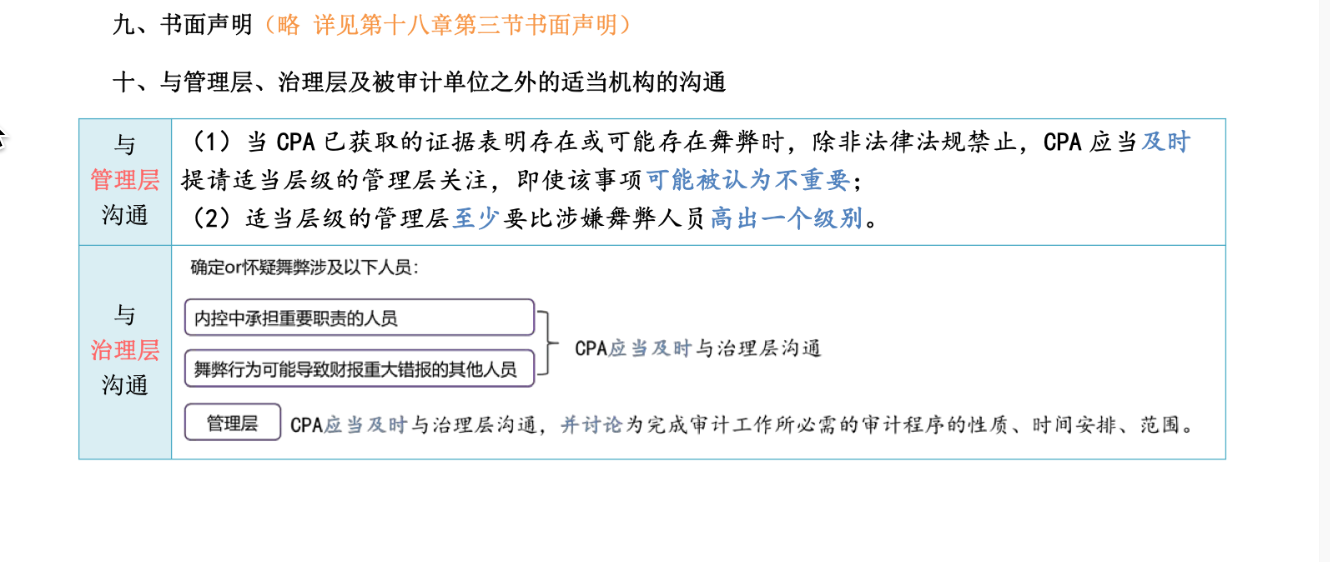 九、书面声明（略 详见第十八章第三节书面声明）
十、与管理层、治理层及被审计单位之外的适当机构的沟通
与
管理层
沟通
（1）当 CPA 已获取的证据表明存在或可能存在舞弊时，除非法律法规禁止，CPA 应当及时
提请适当层级的管理层关注，即使该事项可能被认为不重要；
（2）适当层级的管理层至少要比涉嫌舞弊人员高出一个级别。
与
治理层
沟通
确定or怀疑舞弊涉及以下人员：
内控中承担重要职责的人员
舞弊行为可能导致财报重大错报的其他人员
CPA应当及时与治理层沟通
管理层
CPA应当及时与治理层沟通，并讨论为完成审计工作所必需的审计程序的性质、时间安排、范围。